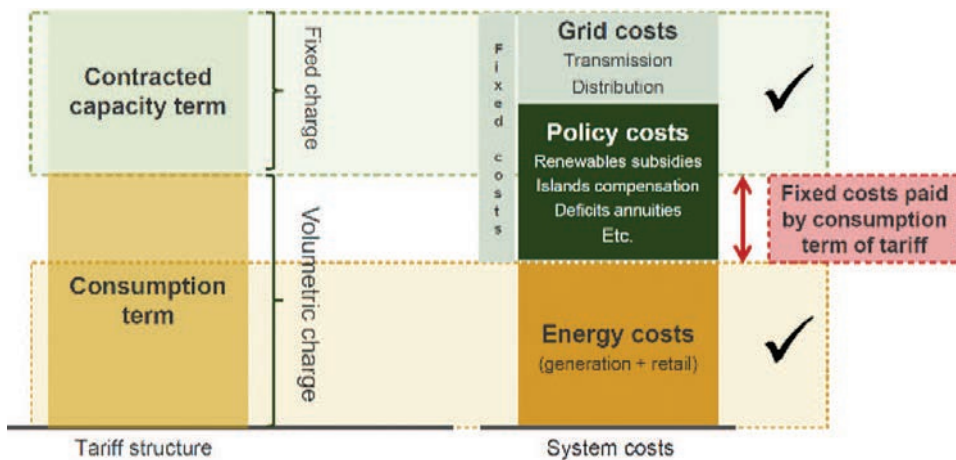 Contracted
capacity term
Consumption
term
Fixed charge
Volumetric charge
Fixed costs
Grid costs
Transmission
Distribution
Policy costs
Renewables subsidies
Islands compensation
Deficits annuities
Etc.
Energy costs
(generation + retail)
Fixed costs paid
by consumption
term of tariff
Tariff structure
System costs